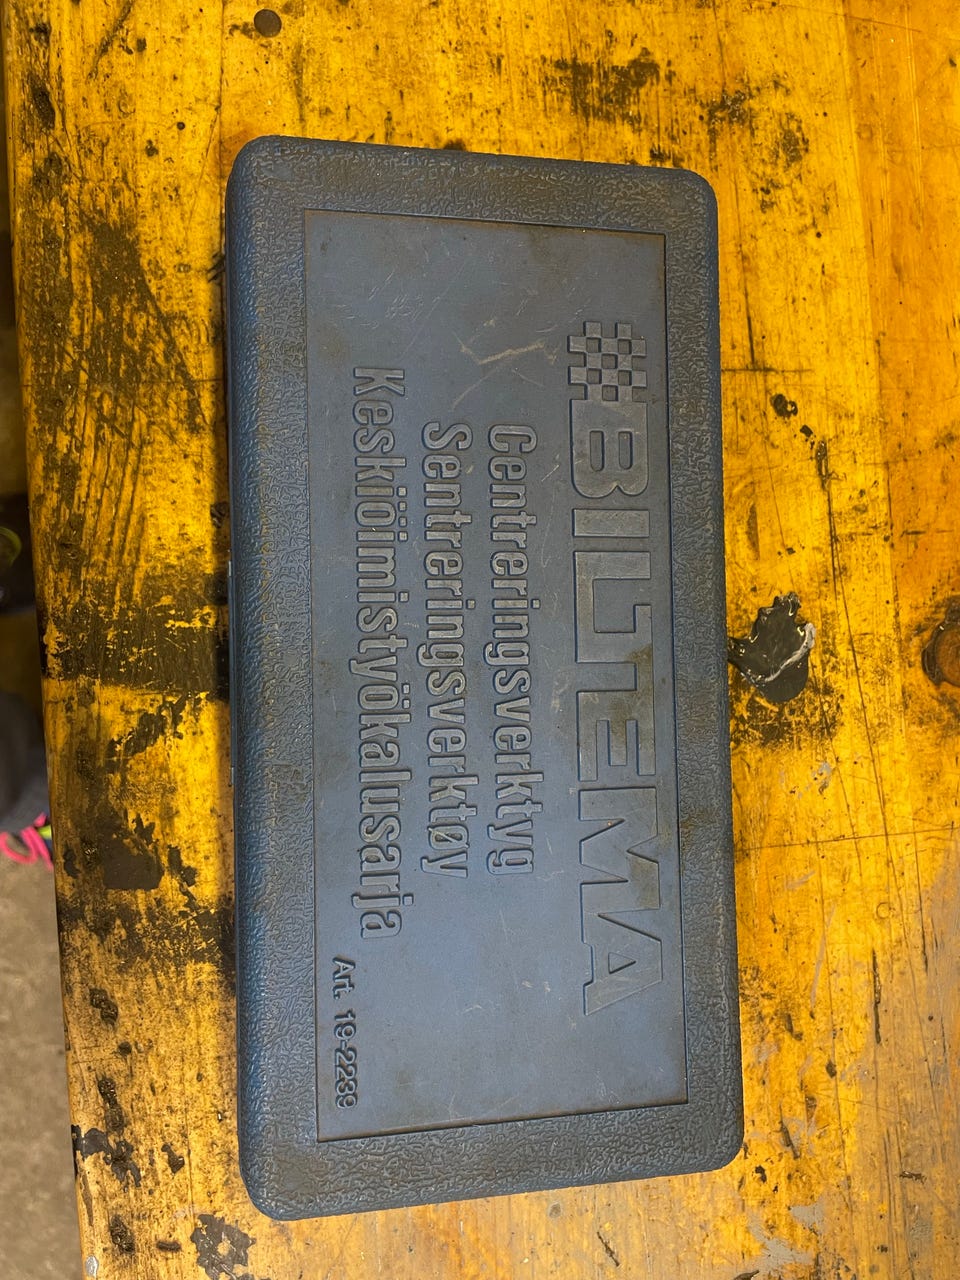 BILTEMA
Centreringsverktyg
Sentreringsverktøy
Keskiöimistyökalusarja
Art. 19-2239